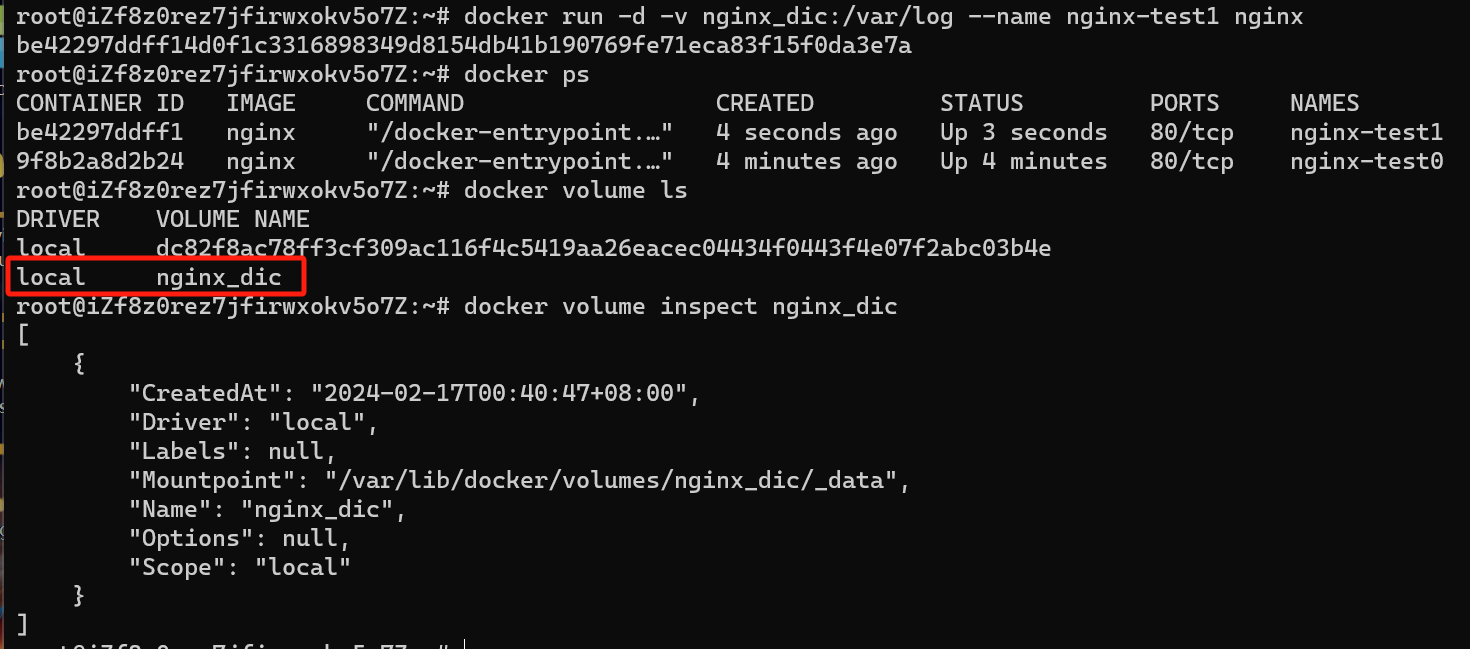 root@iZf8z0rez7jfirwxokv5o7Z:~# docker run -d -v nginx_dic:/var/log --name nginx-test1 nginx
be42297ddff14d0f1c3316898349d8154db41b190769fe71eca83f15f0da3e7a
root@iZf8z0rez7jfirwxokv5o7Z:~# docker ps
CONTAINER ID   IMAGE     COMMAND                  CREATED         STATUS         PORTS     NAMES
be42297ddff1   nginx     "/docker-entrypoint.…"   4 seconds ago   Up 3 seconds   80/tcp    nginx-test1
9f8b2a8d2b24   nginx     "/docker-entrypoint.…"   4 minutes ago   Up 4 minutes   80/tcp    nginx-test0
root@iZf8z0rez7jfirwxokv5o7Z:~# docker volume ls
DRIVER    VOLUME NAME
local     dc82f8ac78ff3cf309ac116f4c5419aa26eacec04434f0443f4e07f2abc03b4e
local     nginx_dic
root@iZf8z0rez7jfirwxokv5o7Z:~# docker volume inspect nginx_dic
[
    {
        "CreatedAt": "2024-02-17T00:40:47+08:00",
        "Driver": "local",
        "Labels": null,
        "Mountpoint": "/var/lib/docker/volumes/nginx_dic/_data",
        "Name": "nginx_dic",
        "Options": null,
        "Scope": "local"
    }
]